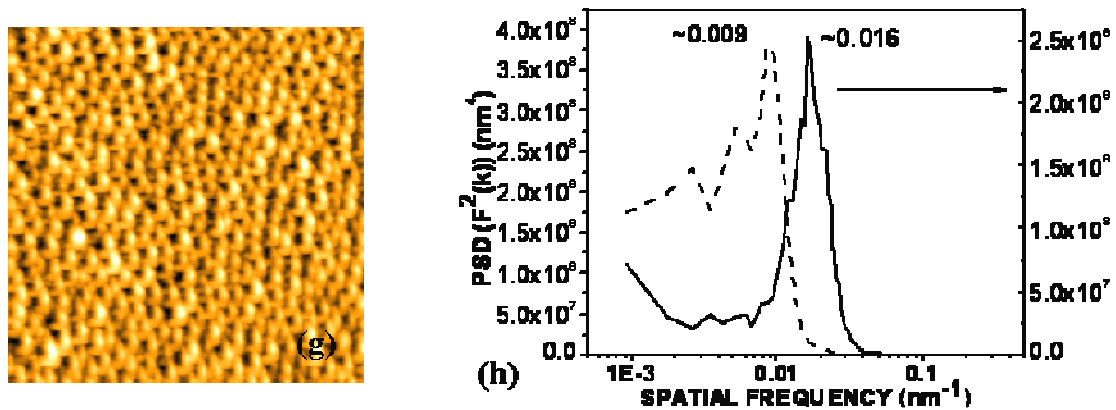 (g)
(h)
~0.009
~0.016
PSD (F²(k)) (nm⁴)
4.0x10⁸
3.5x10⁸
3.0x10⁸
2.5x10⁸
2.0x10⁸
1.5x10⁸
1.0x10⁸
5.0x10⁷
0.0
2.5x10⁸
2.0x10⁸
1.5x10⁸
1.0x10⁸
5.0x10⁷
0.0
1E-3
0.01
0.1
SPATIAL FREQUENCY (nm⁻¹)